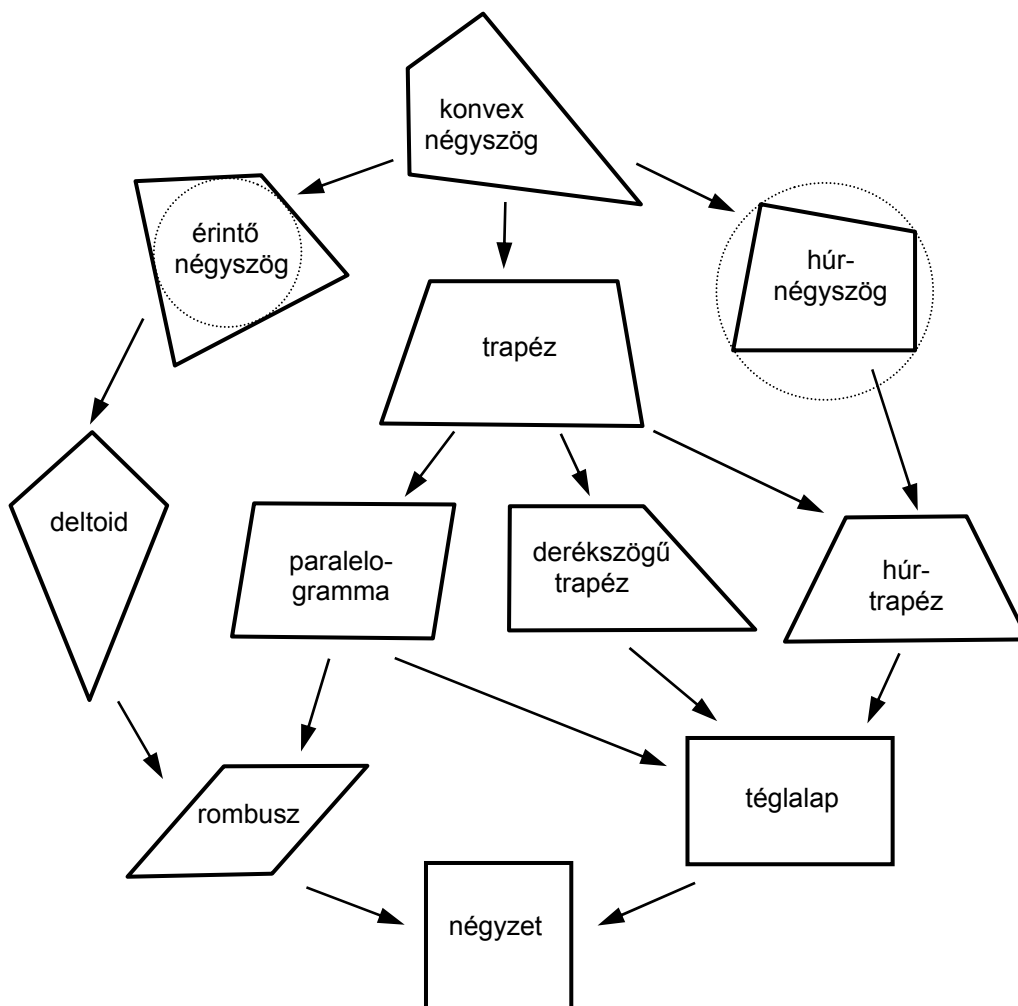 konvex
négyszög
érintő
négyszög
húr-
négyszög
trapéz
deltoid
paralelo-
gramma
derékszögű
trapéz
húr-
trapéz
rombusz
téglalap
négyzet